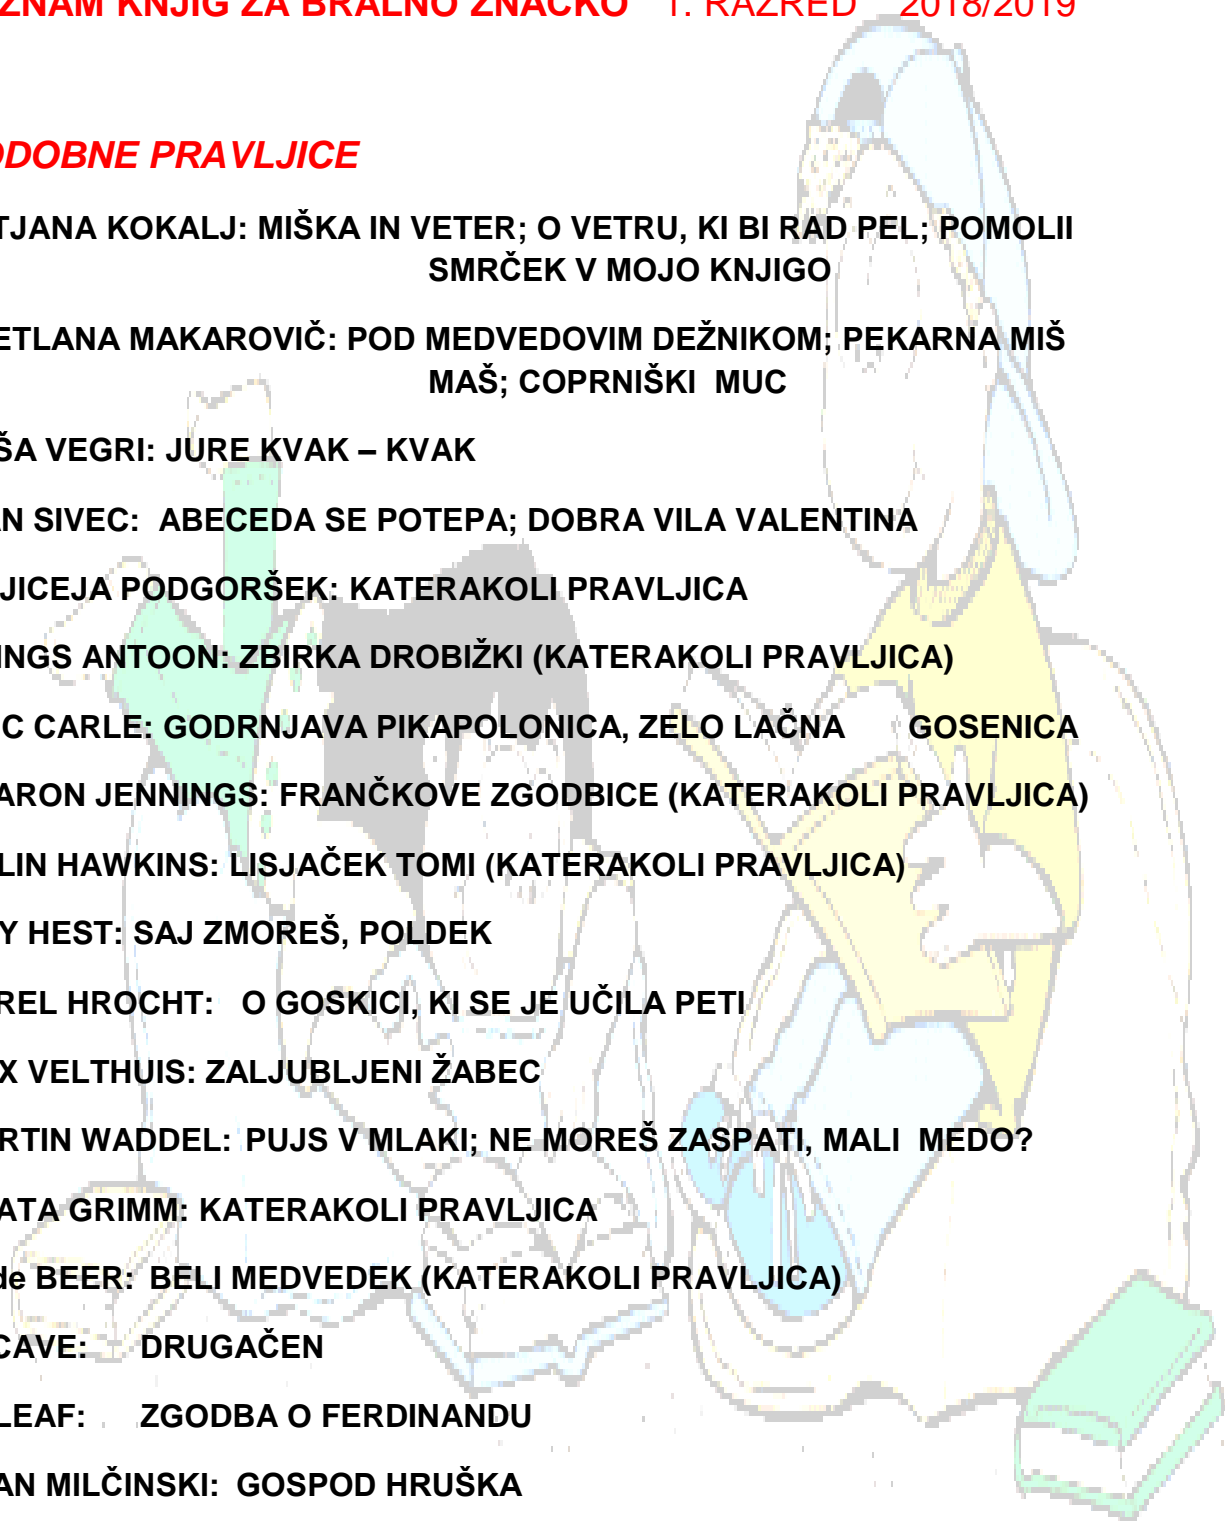 ZNAM KNJIG ZA BRALNO ZNAČKO 1. RAZRED 2018/2019
ODOBNE PRAVLJICE
TJANA KOKALJ: MIŠKA IN VETER; O VETRU, KI BI RAD PEL; POMOLII
SMRČEK V MOJO KNJIGO
ETLANA MAKAROVIČ: POD MEDVEDOVIM DEŽNIKOM; PEKARNA MIŠ
MAŠ; COPRNIŠKI MUC
ŠA VEGRI: JURE KVAK – KVAK
AN SIVEC: ABECEDA SE POTEPA; DOBRA VILA VALENTINA
JICEJA PODGORŠEK: KATERAKOLI PRAVLJICA
INGS ANTOON: ZBIRKA DROBIŽKI (KATERAKOLI PRAVLJICA)
C CARLE: GODRNJAVA PIKAPOLONICA, ZELO LAČNA GOSENICA
ARON JENNINGS: FRANČKOVE ZGODBICE (KATERAKOLI PRAVLJICA)
LIN HAWKINS: LISJAČEK TOMI (KATERAKOLI PRAVLJICA)
Y HEST: SAJ ZMOREŠ, POLDEK
REL HROCHT: O GOSKICI, KI SE JE UČILA PETI
X VELTHUIS: ZALJUBLJENI ŽABEC
RTIN WADDEL: PUJS V MLAKI; NE MOREŠ ZASPATI, MALI MEDO?
ATA GRIMM: KATERAKOLI PRAVLJICA
de BEER: BELI MEDVEDEK (KATERAKOLI PRAVLJICA)
CAVE: DRUGAČEN
LEAF: ZGODBA O FERDINANDU
AN MILČINSKI: GOSPOD HRUŠKA